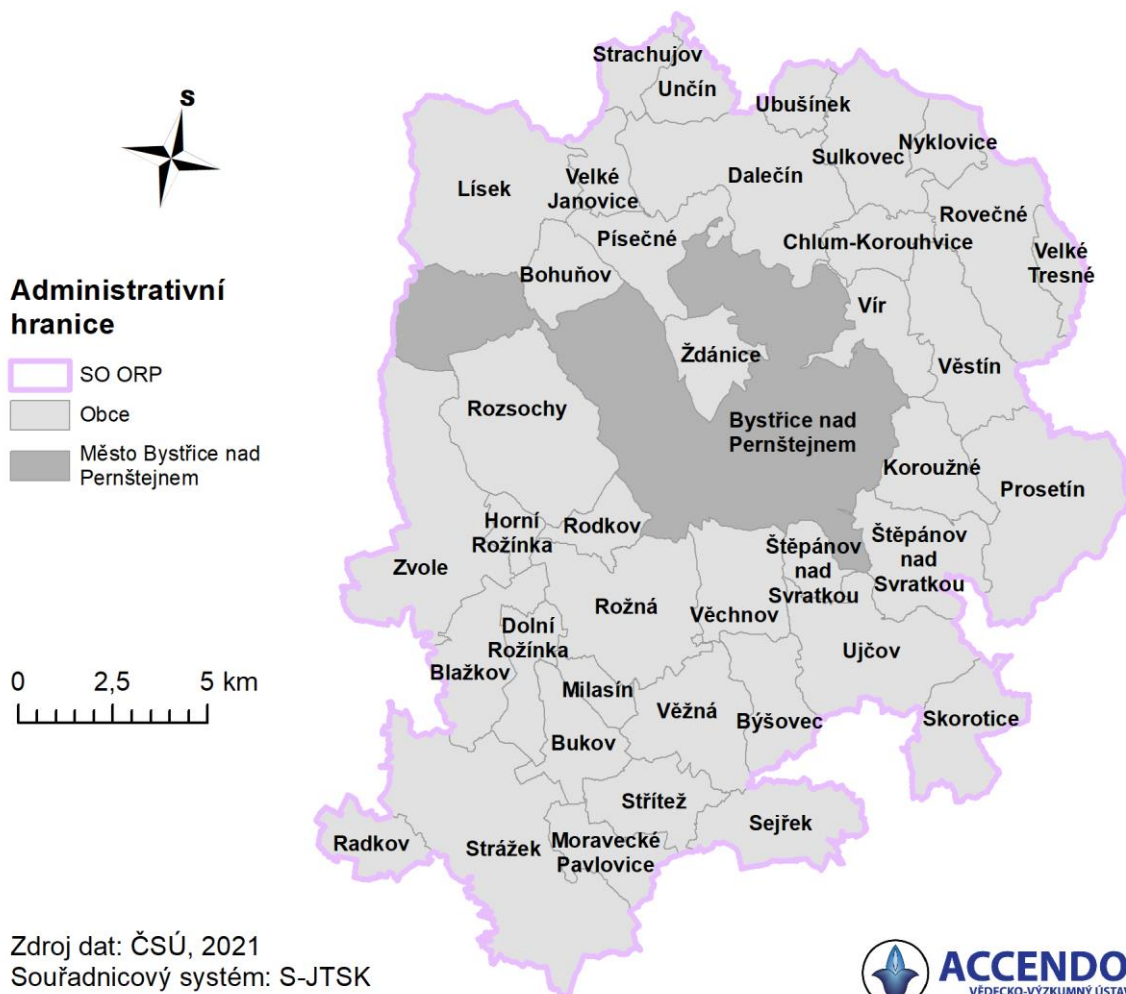 S
Strachujov
Unčín
Ubušínek
Nyklovice
Sulkovec
Lísek
Velké
Janovice
Dalečín
Rovečné
Písečné
Chlum-Korouhvice
Velké
Tresné
Bohuňov
Vír
Administrativní
hranice
SO ORP
Obce
Město Bystřice nad
Pernštejnem
Ždánice
Věstín
Rozsochy
Bystřice nad
Pernštejnem
Koroužné
Prosetín
Horní
Rožínka
Rodkov
Štěpánov
nad
Svratkou
Štěpánov
nad
Svratkou
Zvole
Rožná
Věchnov
Dolní
Rožínka
Ujčov
Blažkov
Milasín
Věžná
Býšovec
Skorotice
Bukov
0 2,5 5 km
Střítež
Sejřek
Radkov
Strážek
Moravecké
Pavlovice
Zdroj dat: ČSÚ, 2021
Souřadnicový systém: S-JTSK
ACCENDO
VĚDECKO-VÝZKUMNÝ ÚSTAV